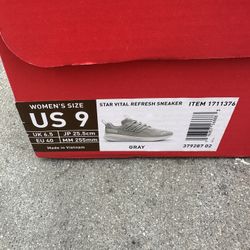 WOMEN'S SIZE
US 9
UK 6.5 JP 25.5cm
EU 40 MM 255mm
Made in Vietnam
STAR VITAL REFRESH SNEAKER
GRAY
ITEM 1711376
379287 02